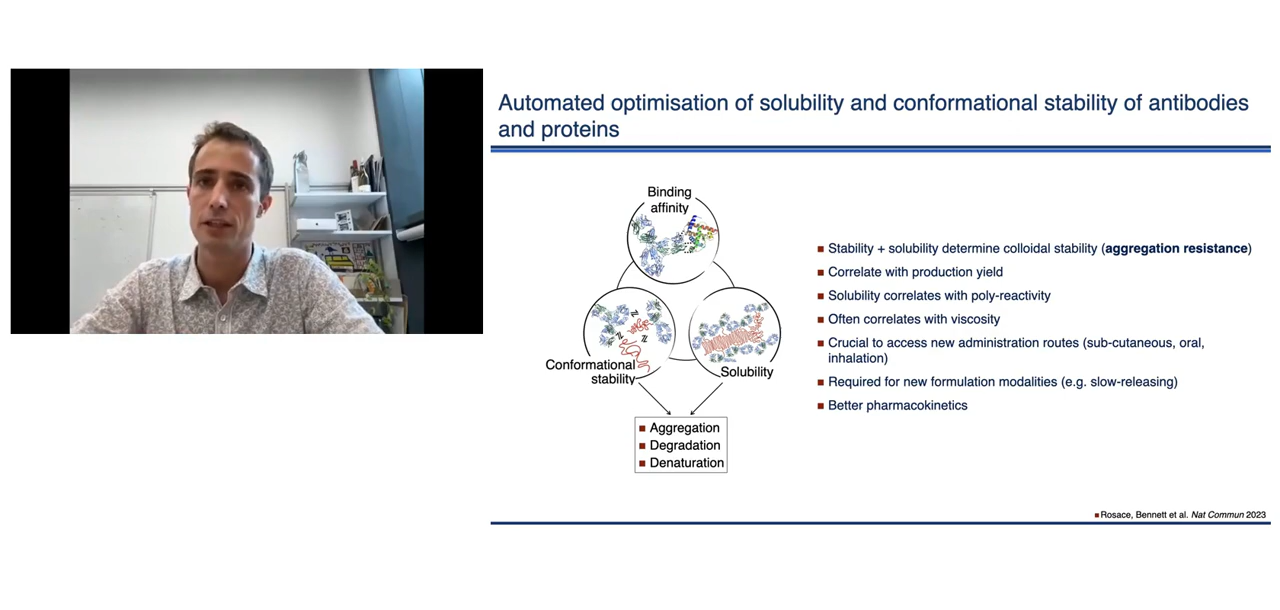 Automated optimisation of solubility and conformational stability of antibodies
and proteins
Binding
affinity
Conformational
stability
Solubility
■ Aggregation
■ Degradation
■ Denaturation
■ Stability + solubility determine colloidal stability (aggregation resistance)
■ Correlate with production yield
■ Solubility correlates with poly-reactivity
■ Often correlates with viscosity
■ Crucial to access new administration routes (sub-cutaneous, oral,
inhalation)
■ Required for new formulation modalities (e.g. slow-releasing)
■ Better pharmacokinetics
■ Rosace, Bennett et al. Nat Commun 2023